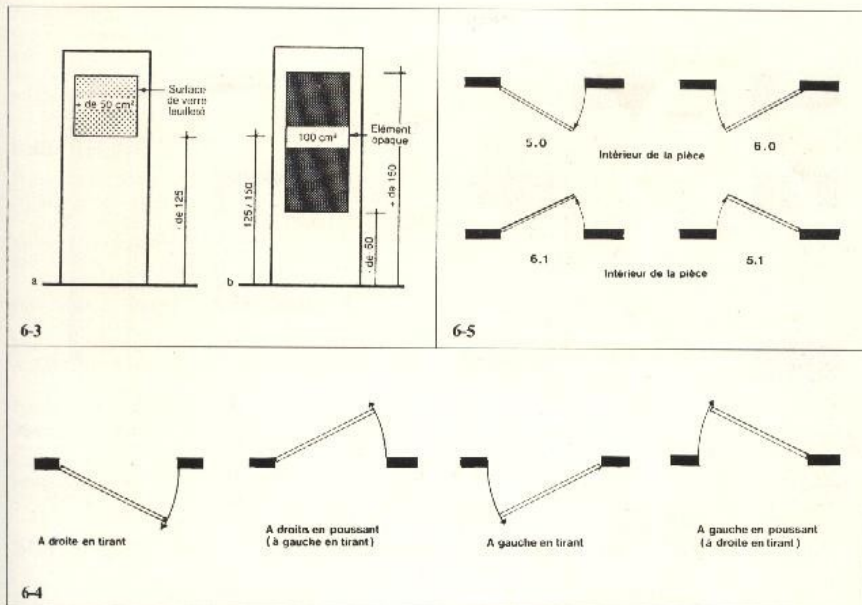 + de 50 cm²
Surface
de verre
feuilleté
- de 125
a
100 cm²
Elément
opaque
125 / 150
- de 60
+ de 150
b
6-3
5.0
6.0
Intérieur de la pièce
6.1
5.1
Intérieur de la pièce
6-5
A droite en tirant
A droite en poussant
(à gauche en tirant)
A gauche en tirant
A gauche en poussant
(à droite en tirant)
6-4